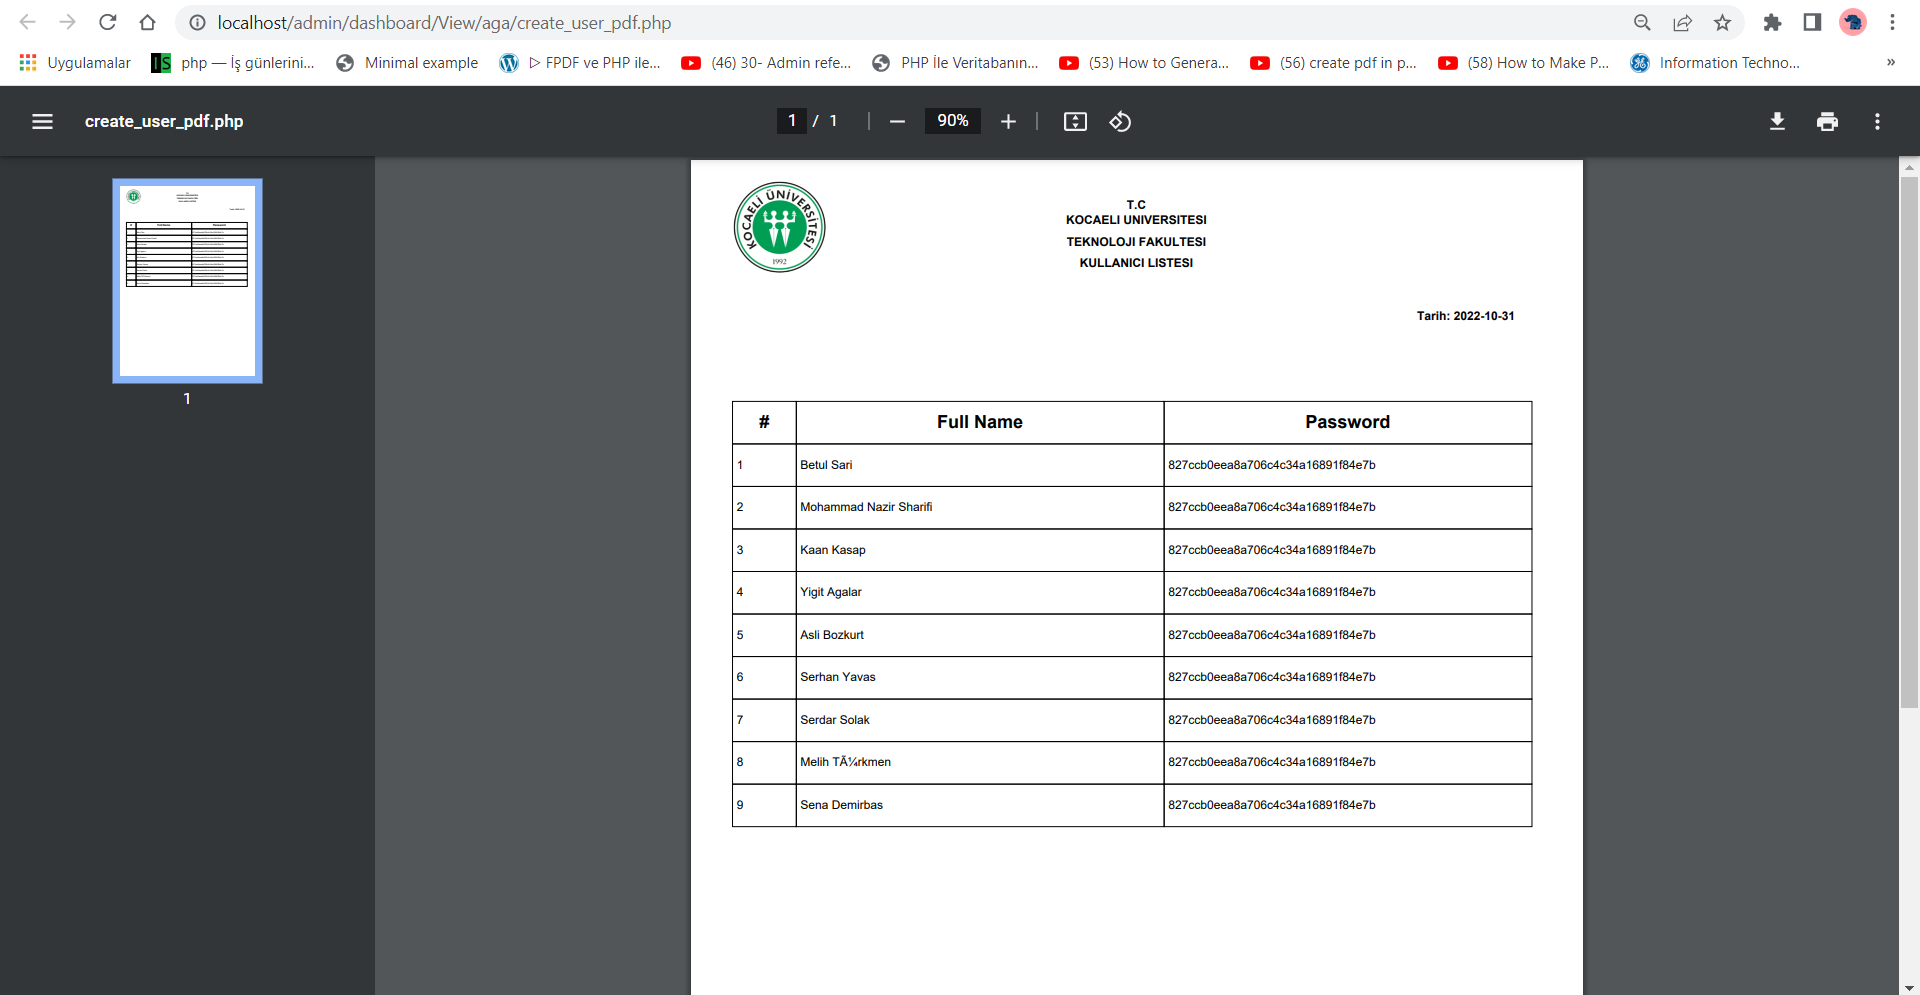 localhost/admin/dashboard/View/aga/create_user_pdf.php
Uygulamalar php — İş günlerini... Minimal example ▷ FPDF ve PHP ile... (46) 30- Admin refe... PHP İle Veritabanın... (53) How to Genera... (56) create pdf in p... (58) How to Make P... Information Techno... »
create_user_pdf.php 1 / 1 90%
1
KOCAELİ ÜNİVERSİTESİ
1992
T.C
KOCAELI UNIVERSITESI
TEKNOLOJI FAKULTESI
KULLANICI LISTESI
Tarih: 2022-10-31
# Full Name Password
1 Betul Sari 827ccb0eea8a706c4c34a16891f84e7b
2 Mohammad Nazir Sharifi 827ccb0eea8a706c4c34a16891f84e7b
3 Kaan Kasap 827ccb0eea8a706c4c34a16891f84e7b
4 Yigit Agalar 827ccb0eea8a706c4c34a16891f84e7b
5 Asli Bozkurt 827ccb0eea8a706c4c34a16891f84e7b
6 Serhan Yavas 827ccb0eea8a706c4c34a16891f84e7b
7 Serdar Solak 827ccb0eea8a706c4c34a16891f84e7b
8 Melih TÃ¼rkmen 827ccb0eea8a706c4c34a16891f84e7b
9 Sena Demirbas 827ccb0eea8a706c4c34a16891f84e7b